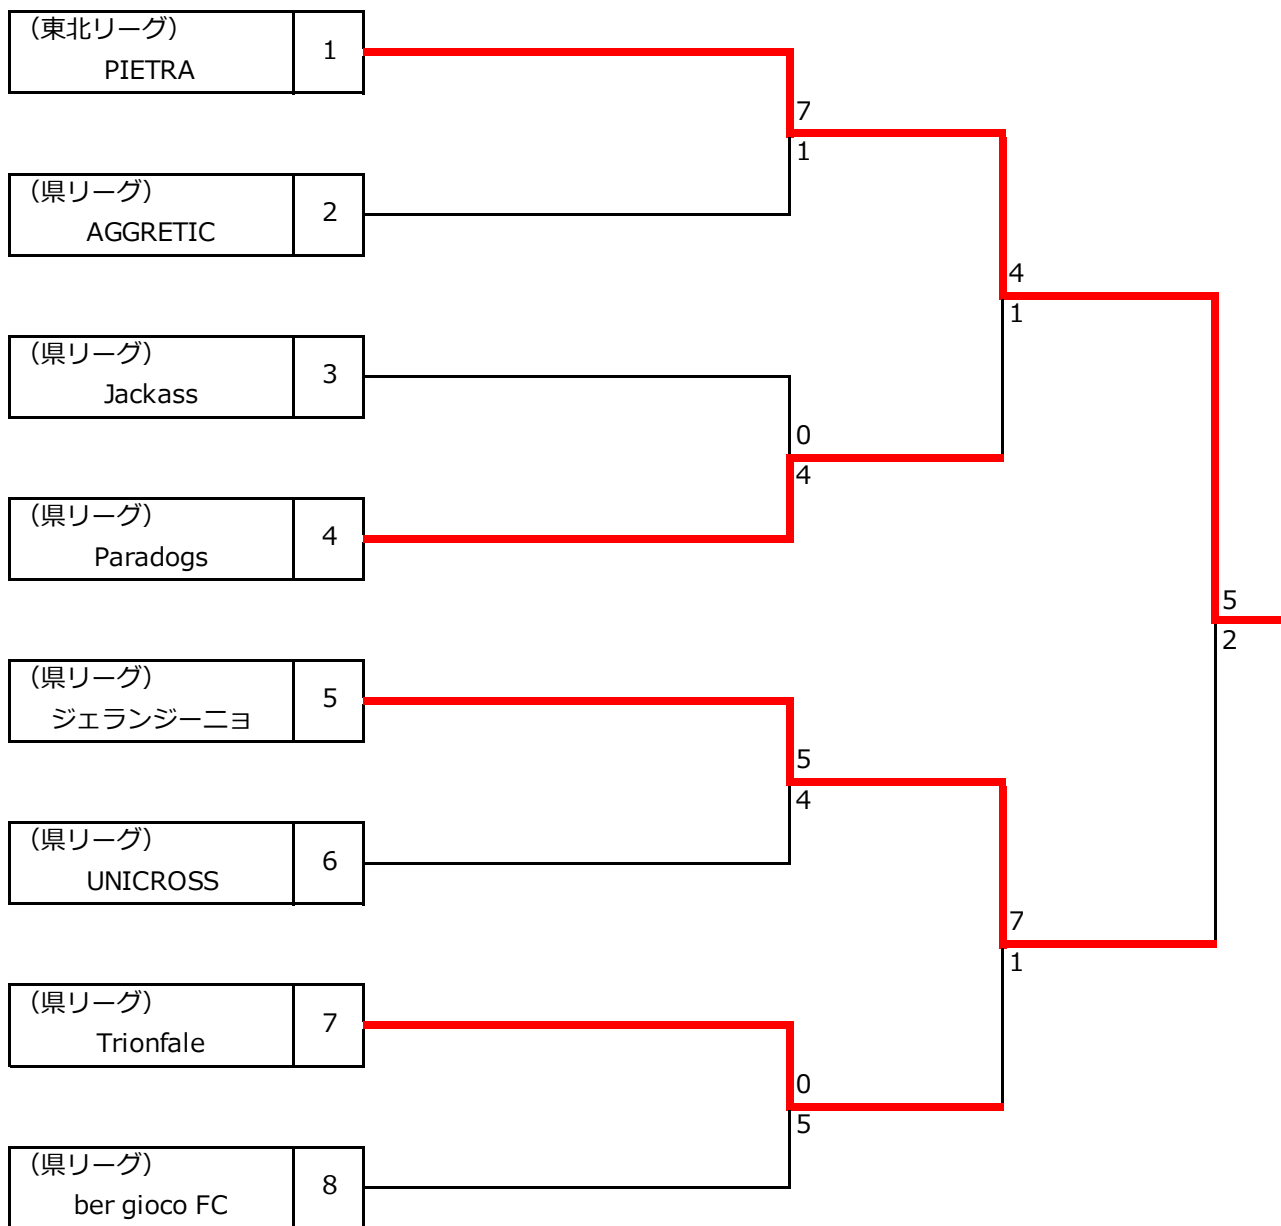 （東北リーグ）
PIETRA
1
7
1
（県リーグ）
AGGRETIC
2
4
1
（県リーグ）
Jackass
3
0
4
（県リーグ）
Paradogs
4
5
2
（県リーグ）
ジェランジーニョ
5
5
4
（県リーグ）
UNICROSS
6
7
1
（県リーグ）
Trionfale
7
0
5
（県リーグ）
ber gioco FC
8